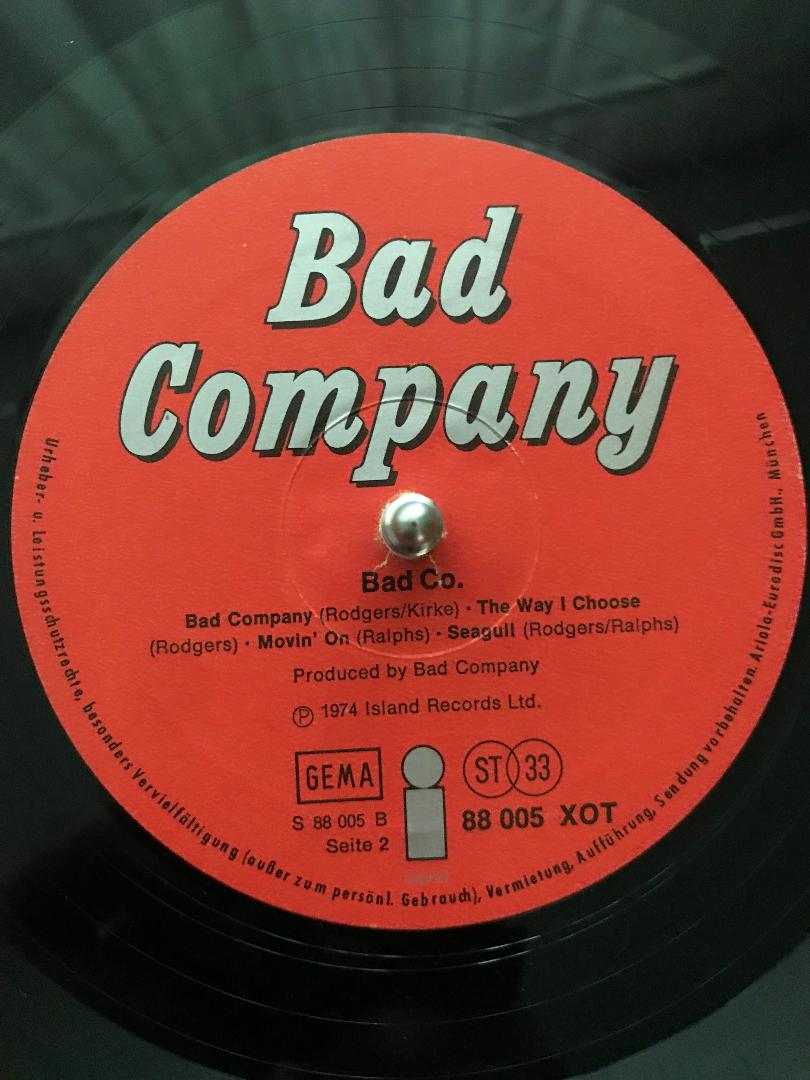 Bad
Company
Bad Co.
Bad Company (Rodgers/Kirke) · The Way I Choose
(Rodgers) · Movin' On (Ralphs) · Seagull (Rodgers/Ralphs)
Produced by Bad Company
Ⓟ 1974 Island Records Ltd.
GEMA
i
ST 33
S 88 005 B
88 005 XOT
Seite 2
Urheber- u. Leistungsschutzrechte, besonders Vervielfältigung (außer zum persönl. Gebrauch), Vermietung, Aufführung, Sendung vorbehalten. Ariola-Eurodisc GmbH., München